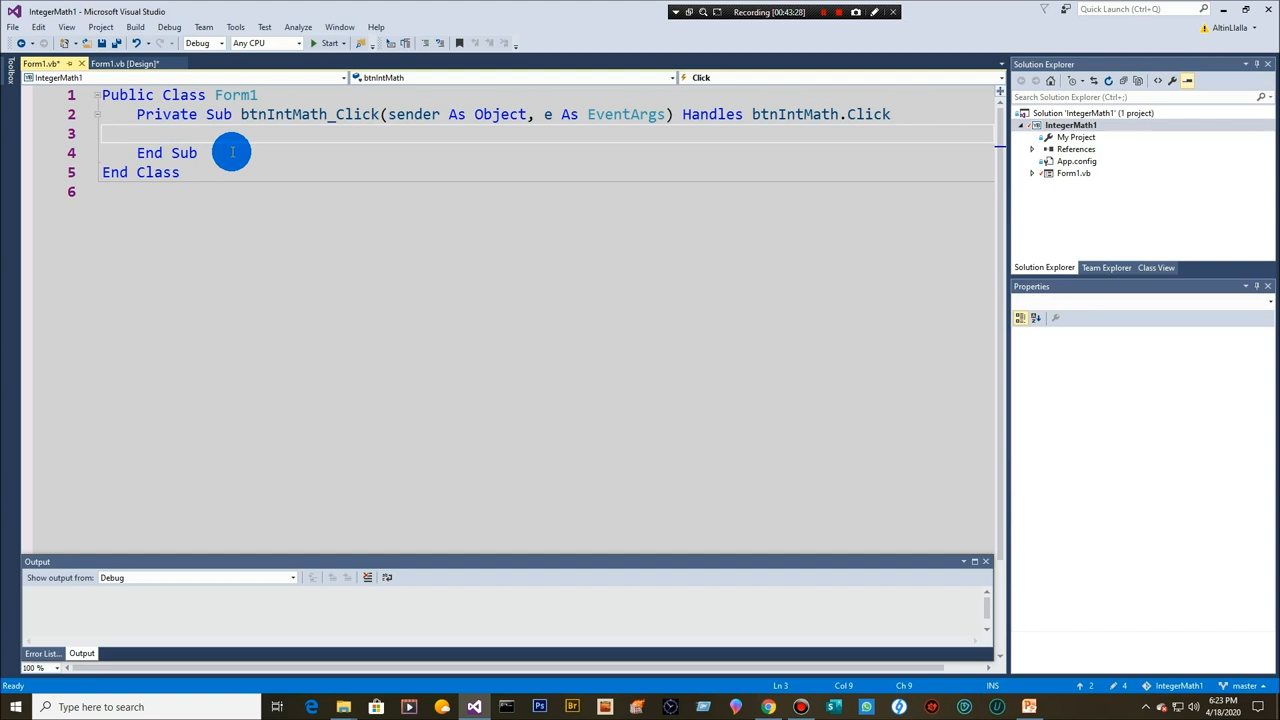 IntegerMath1 - Microsoft Visual Studio
Recording [00:43:28]
Quick Launch (Ctrl+Q)
File Edit View Project Build Debug Team Tools Test Analyze Window Help
AltinLlalla
Debug Any CPU Start
Toolbox
Form1.vb* Form1.vb [Design]*
IntegerMath1 btnIntMath Click
1 Public Class Form1
2 Private Sub btnIntMath_Click(sender As Object, e As EventArgs) Handles btnIntMath.Click
3
4 End Sub
5 End Class
6
Solution Explorer
Search Solution Explorer (Ctrl+;)
Solution 'IntegerMath1' (1 project)
IntegerMath1
My Project
References
App.config
Form1.vb
Solution Explorer Team Explorer Class View
Properties
Output
Show output from: Debug
Error List... Output
100 %
Ready Ln 3 Col 9 Ch 9 INS 2 4 IntegerMath1 master
Type here to search
6:23 PM
4/18/2020